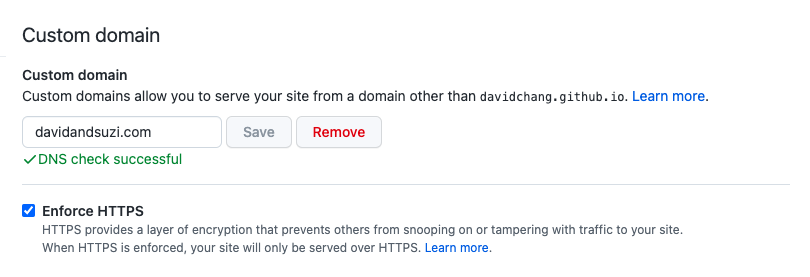 Custom domain
Custom domain
Custom domains allow you to serve your site from a domain other than davidchang.github.io. Learn more.
davidandsuzi.com Save Remove
✓DNS check successful
Enforce HTTPS
HTTPS provides a layer of encryption that prevents others from snooping on or tampering with traffic to your site.
When HTTPS is enforced, your site will only be served over HTTPS. Learn more.